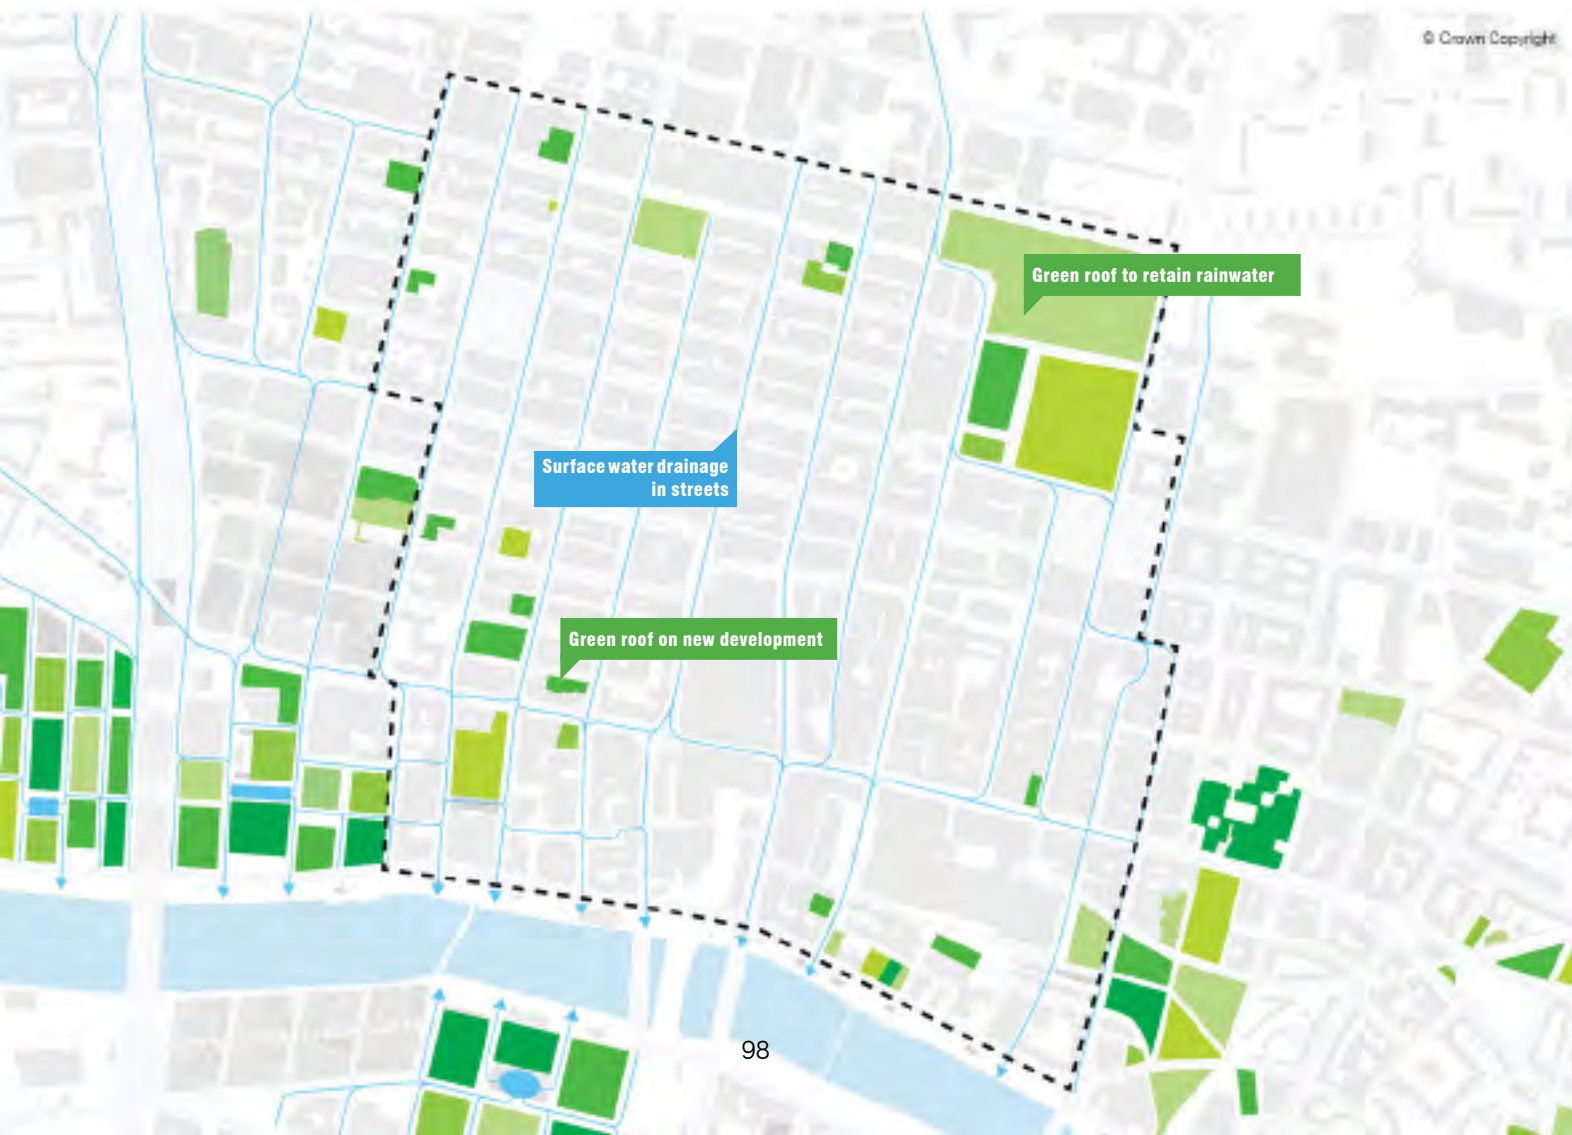 © Crown Copyright
Green roof to retain rainwater
Surface water drainage
in streets
Green roof on new development
98